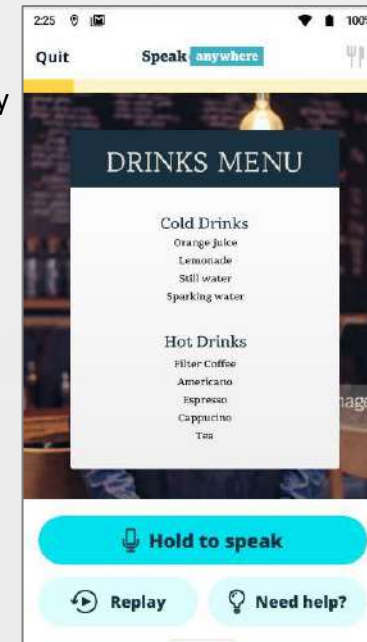 y
2:25 100%
Quit Speak anywhere
DRINKS MENU
Cold Drinks
Orange juice
Lemonade
Still water
Sparking water
Hot Drinks
Filter Coffee
Americano
Espresso
Cappucino
Tea
nage
Hold to speak
Replay Need help?